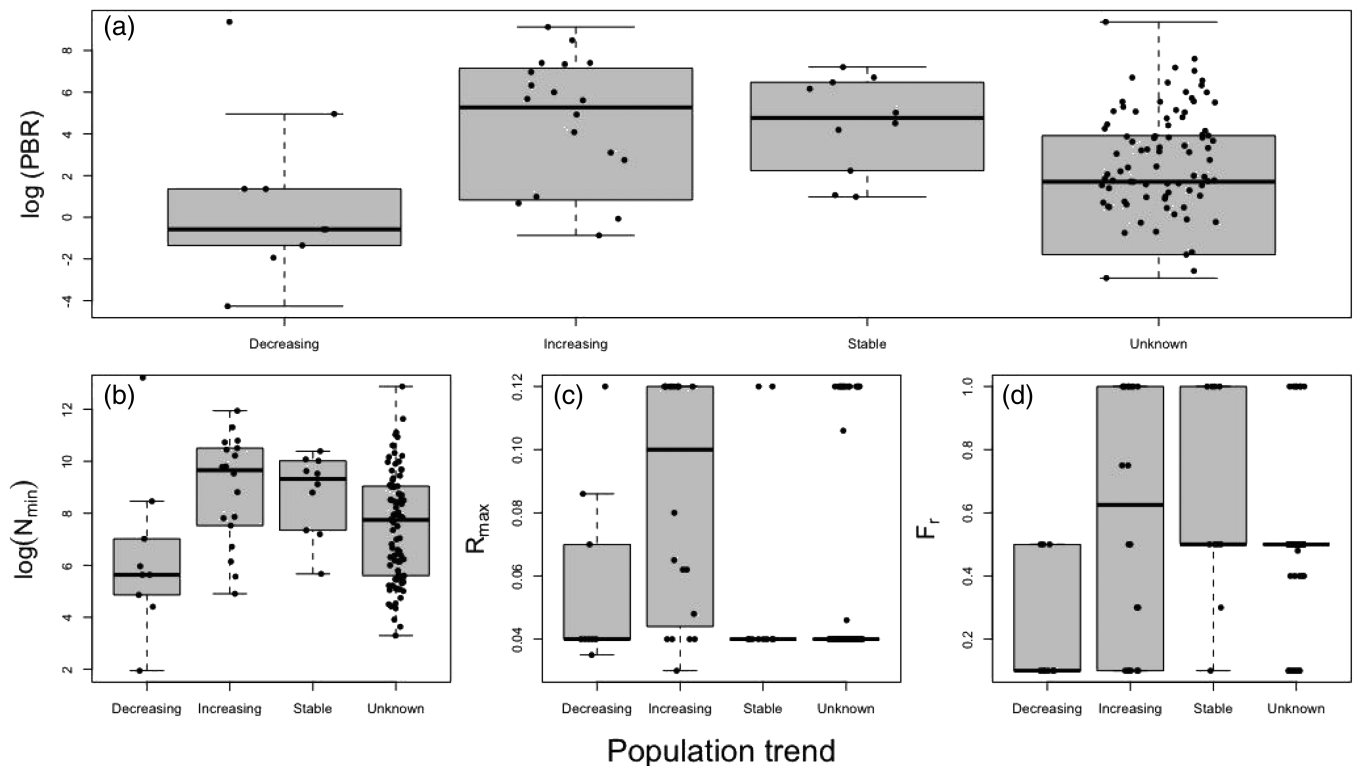 (a)
log (PBR)
8
6
4
2
0
-2
-4
Decreasing Increasing Stable Unknown
(b)
log(Nmin)
12
10
8
6
4
2
Decreasing Increasing Stable Unknown
(c)
Rmax
0.12
0.10
0.08
0.06
0.04
Decreasing Increasing Stable Unknown
(d)
Fr
1.0
0.8
0.6
0.4
0.2
Decreasing Increasing Stable Unknown
Population trend